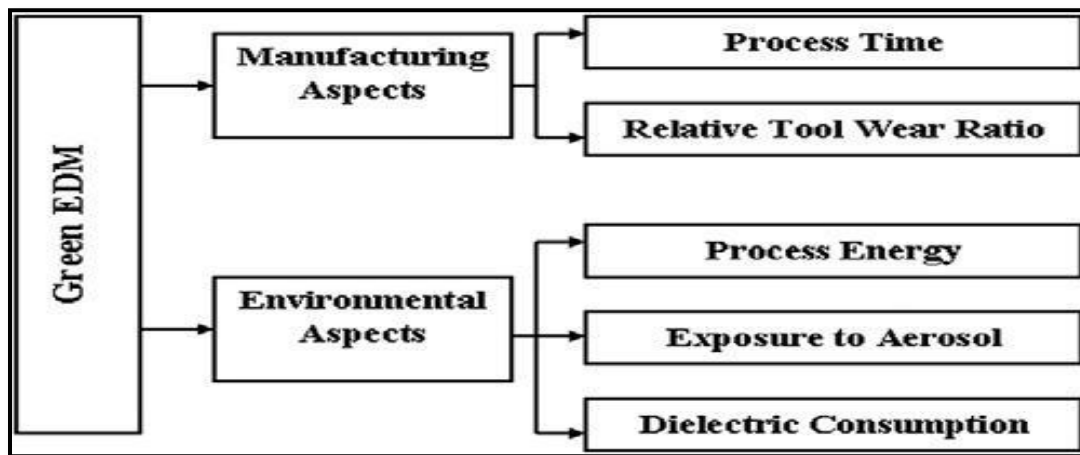 Green EDM
Manufacturing
Aspects
Process Time
Relative Tool Wear Ratio
Environmental
Aspects
Process Energy
Exposure to Aerosol
Dielectric Consumption